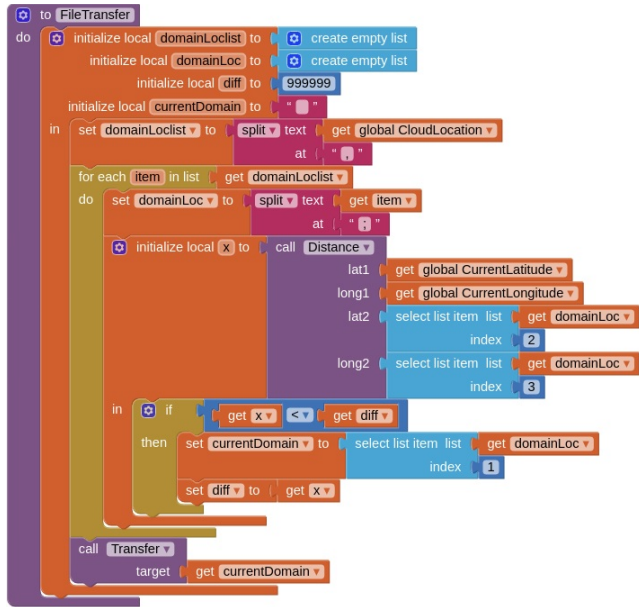 to FileTransfer
do initialize local domainLoclist to create empty list
initialize local domainLoc to create empty list
initialize local diff to 999999
initialize local currentDomain to “ ”
in set domainLoclist to split text get global CloudLocation
at “ , ”
for each item in list get domainLoclist
do set domainLoc to split text get item
at “ ; ”
initialize local x to call Distance
lat1 get global CurrentLatitude
long1 get global CurrentLongitude
lat2 select list item list get domainLoc
index 2
long2 select list item list get domainLoc
index 3
in if get x < get diff
then set currentDomain to select list item list get domainLoc
index 1
set diff to get x
call Transfer
target get currentDomain